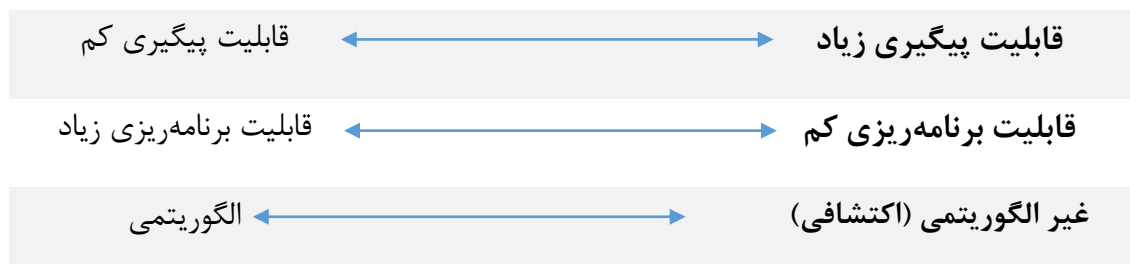 قابلیت پیگیری زیاد قابلیت پیگیری کم
قابلیت برنامه‌ریزی کم قابلیت برنامه‌ریزی زیاد
غیر الگوریتمی (اکتشافی) الگوریتمی